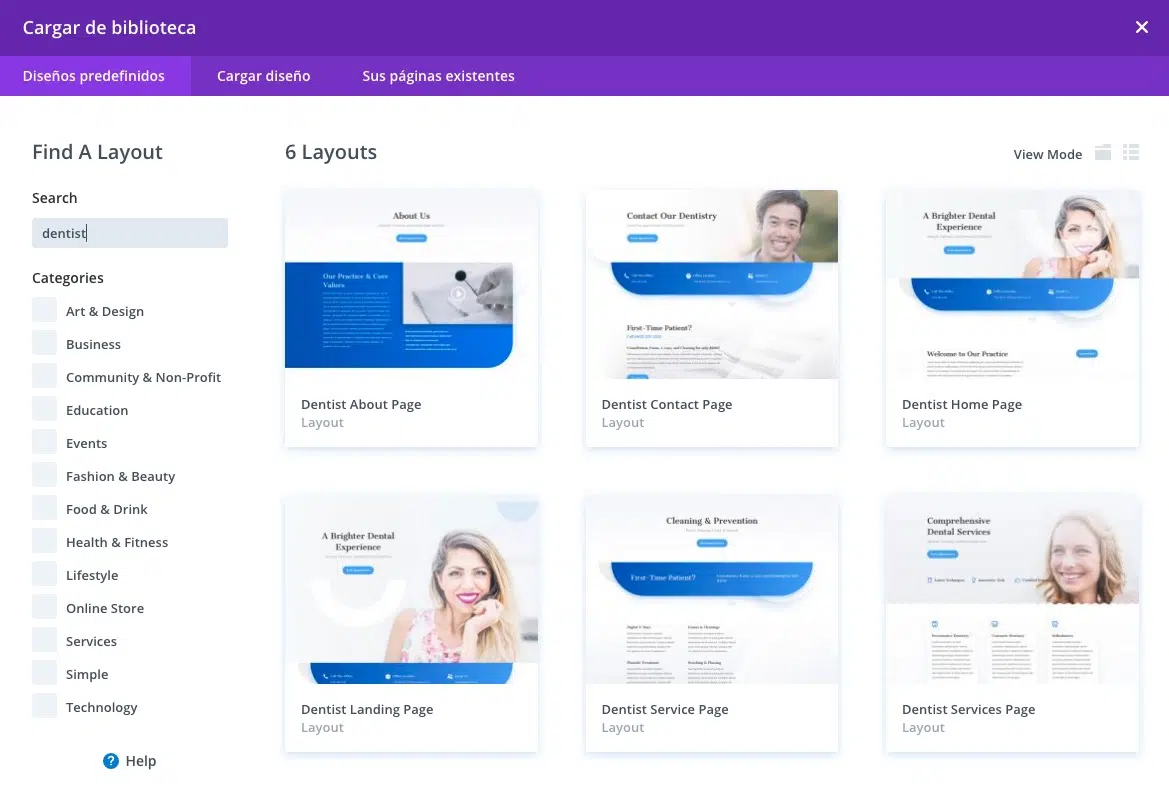 Cargar de biblioteca
Diseños predefinidos
Cargar diseño
Sus páginas existentes
Find A Layout
Search
dentist
Categories
Art & Design
Business
Community & Non-Profit
Education
Events
Fashion & Beauty
Food & Drink
Health & Fitness
Lifestyle
Online Store
Services
Simple
Technology
? Help
6 Layouts
View Mode
About Us
Our Practice & Core
Values
Dentist About Page
Layout
Contact Our Dentistry
First-Time Patient?
Dentist Contact Page
Layout
A Brighter Dental
Experience
Welcome to Our Practice
Dentist Home Page
Layout
A Brighter Dental
Experience
Dentist Landing Page
Layout
Cleaning & Prevention
First-Time Patient?
Dentist Service Page
Layout
Comprehensive
Dental Services
Dentist Services Page
Layout